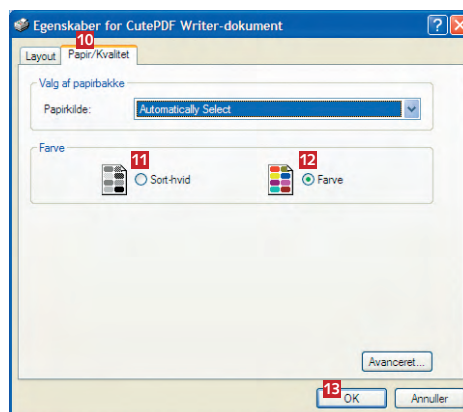 Egenskaber for CutePDF Writer-dokument
10
Layout Papir/Kvalitet
Valg af papirbakke
Papirkilde: Automatically Select
Farve
11 12
Sort-hvid Farve
Avanceret...
13
OK Annuller